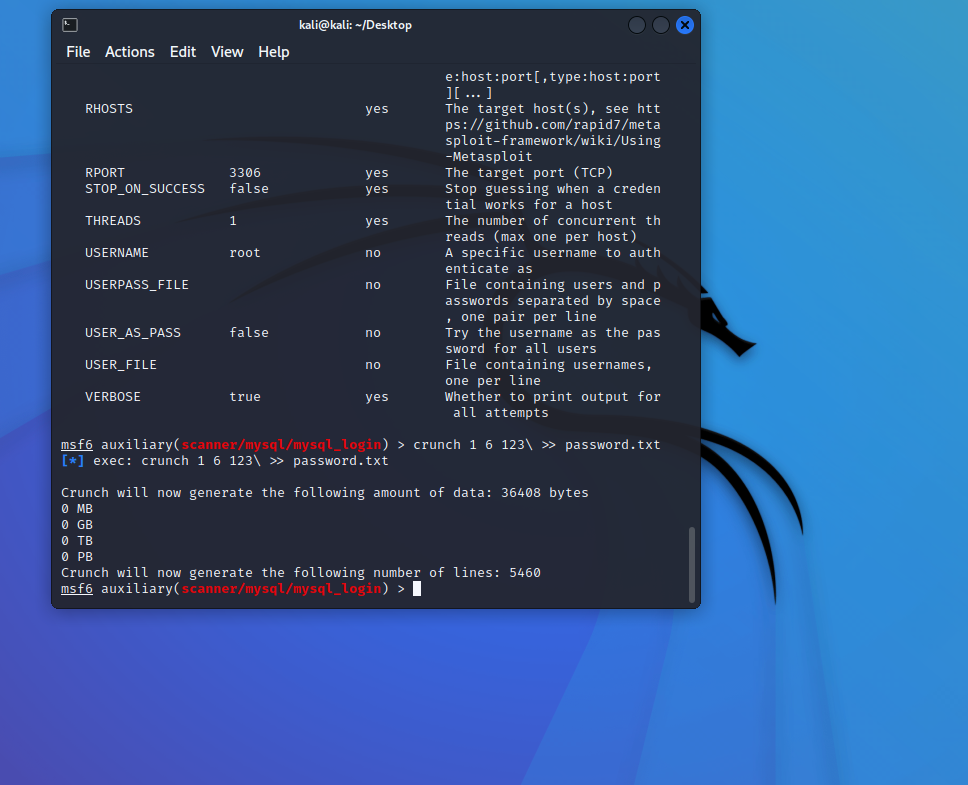 kali@kali: ~/Desktop
File Actions Edit View Help
e:host:port[,type:host:port
][ ... ]
RHOSTS yes The target host(s), see htt
ps://github.com/rapid7/meta
sploit-framework/wiki/Using
-Metasploit
RPORT 3306 yes The target port (TCP)
STOP_ON_SUCCESS false yes Stop guessing when a creden
tial works for a host
THREADS 1 yes The number of concurrent th
reads (max one per host)
USERNAME root no A specific username to auth
enticate as
USERPASS_FILE no File containing users and p
asswords separated by space
, one pair per line
USER_AS_PASS false no Try the username as the pas
sword for all users
USER_FILE no File containing usernames,
one per line
VERBOSE true yes Whether to print output for
all attempts
msf6 auxiliary(scanner/mysql/mysql_login) > crunch 1 6 123\ >> password.txt
[*] exec: crunch 1 6 123\ >> password.txt
Crunch will now generate the following amount of data: 36408 bytes
0 MB
0 GB
0 TB
0 PB
Crunch will now generate the following number of lines: 5460
msf6 auxiliary(scanner/mysql/mysql_login) >